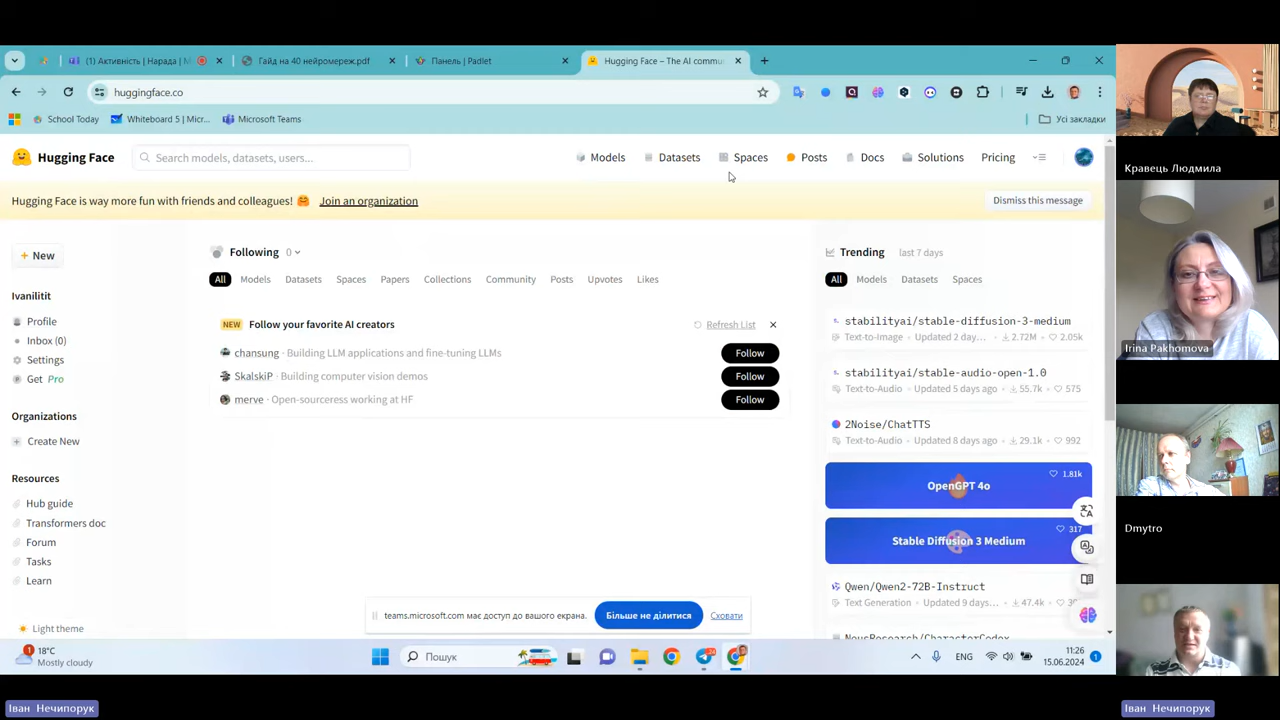 (1) Активність | Нарада | M
Гайд на 40 нейромереж.pdf
Панель | Padlet
Hugging Face – The AI commu
huggingface.co
School Today
Whiteboard 5 | Micr...
Microsoft Teams
Усі закладки
Hugging Face
Search models, datasets, users...
Models
Datasets
Spaces
Posts
Docs
Solutions
Pricing
Hugging Face is way more fun with friends and colleagues! 🤗 Join an organization
Dismiss this message
+ New
Ivanilitit
Profile
Inbox (0)
Settings
Get Pro
Organizations
Create New
Resources
Hub guide
Transformers doc
Forum
Tasks
Learn
Light theme
Following 0
All Models Datasets Spaces Papers Collections Community Posts Upvotes Likes
NEW Follow your favorite AI creators
Refresh List
chansung · Building LLM applications and fine-tuning LLMs
Follow
SkalskiP · Building computer vision demos
Follow
merve · Open-sourceress working at HF
Follow
Trending last 7 days
All Models Datasets Spaces
stabilityai/stable-diffusion-3-medium
Text-to-Image • Updated 2 day... • 2.72M • 2.05k
stabilityai/stable-audio-open-1.0
Text-to-Audio • Updated 5 days ago • 55.7k • 575
2Noise/ChatTTS
Text-to-Audio • Updated 8 days ago • 29.1k • 992
1.81k
OpenGPT 4o
317
Stable Diffusion 3 Medium
Qwen/Qwen2-72B-Instruct
Text Generation • Updated 9 days... • 47.4k
NousResearch/CharacterCodex
teams.microsoft.com має доступ до вашого екрана.
Більше не ділитися
Сховати
18°C
Mostly cloudy
Пошук
ENG
11:26
15.06.2024
Іван Нечипорук
Кравець Людмила
Irina Pakhomova
Dmytro
Іван Нечипорук